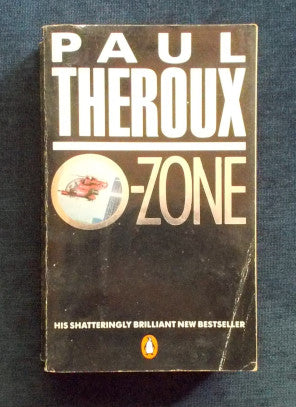 PAUL
THEROUX
O-ZONE
HIS SHATTERINGLY BRILLIANT NEW BESTSELLER